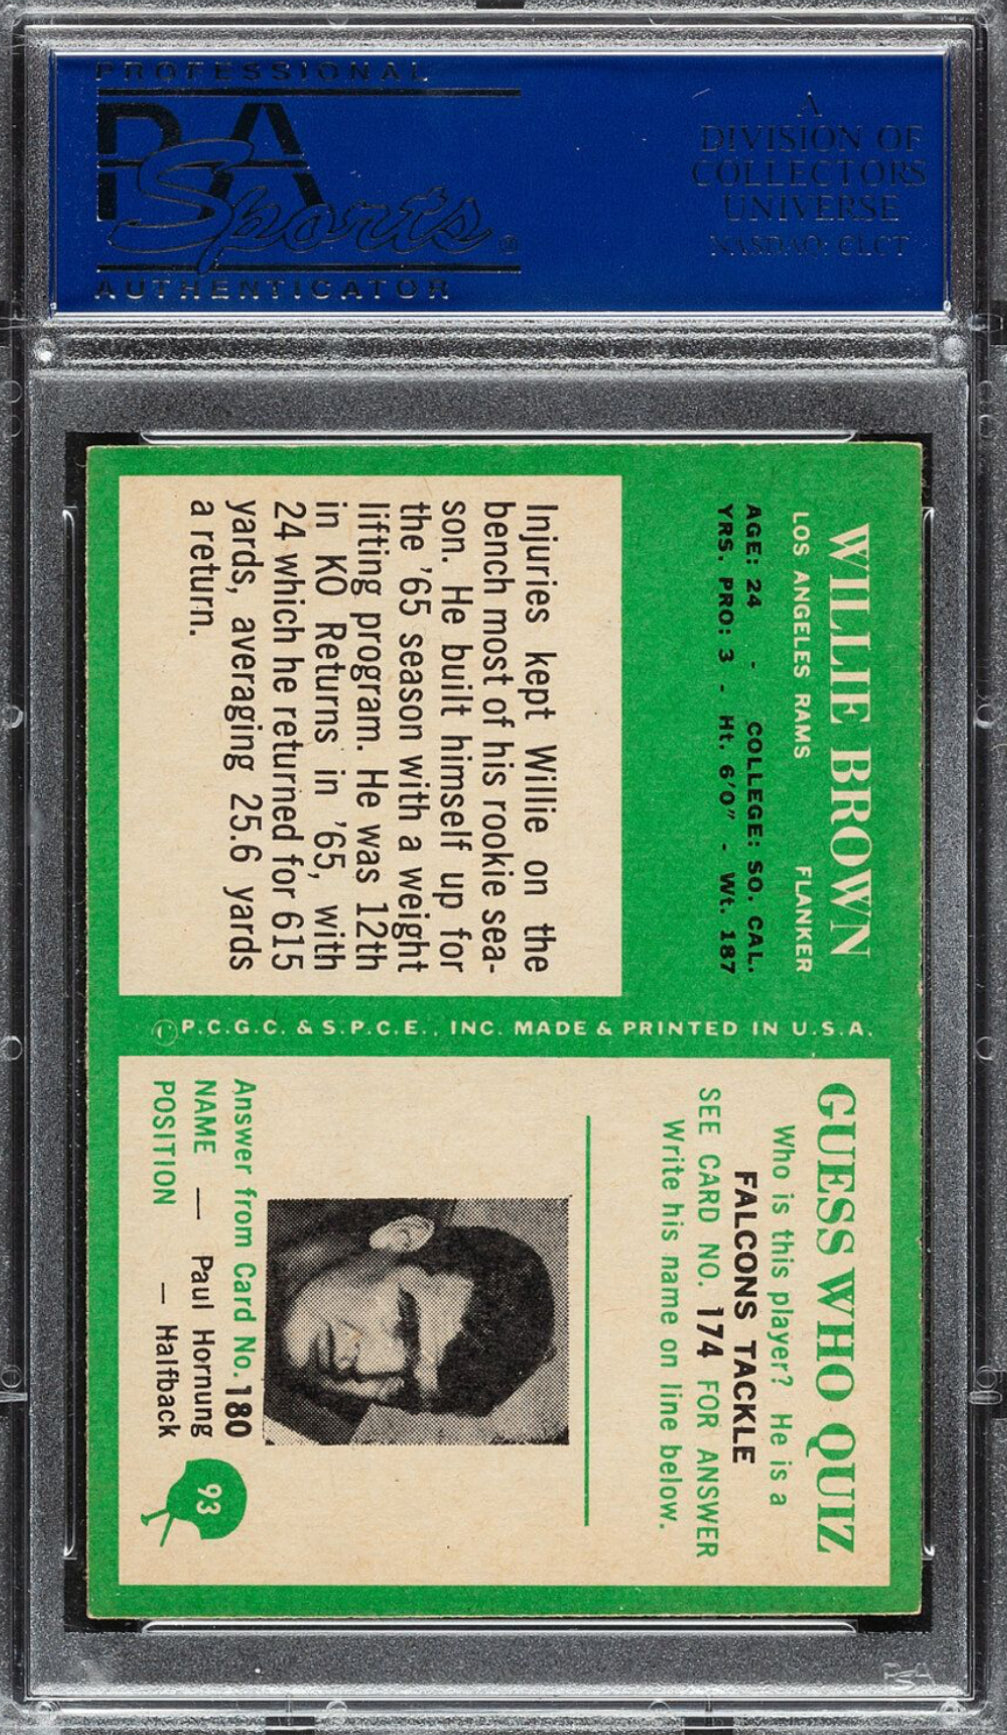 PROFESSIONAL
PSA
Sports ®
AUTHENTICATOR
A
DIVISION OF
COLLECTORS
UNIVERSE
NASDAQ: CLCT
WILLIE BROWN
LOS ANGELES RAMS FLANKER
AGE: 24 - COLLEGE: SO. CAL.
YRS. PRO: 3 - Ht. 6'0" - Wt. 187
Injuries kept Willie on the
bench most of his rookie sea-
son. He built himself up for
the '65 season with a weight
lifting program. He was 12th
in KO Returns in '65, with
24 which he returned for 615
yards, averaging 25.6 yards
a return.
© P.C.G.C. & S.P.C.E., INC. MADE & PRINTED IN U.S.A.
GUESS WHO QUIZ
Who is this player? He is a
FALCONS TACKLE
SEE CARD NO. 174 FOR ANSWER
Write his name on line below.
Answer from Card No. 180
NAME — Paul Hornung
POSITION — Halfback
93
PSA